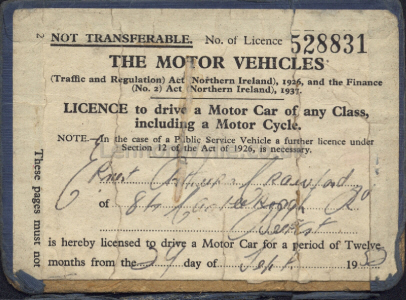 2
NOT TRANSFERABLE. No. of Licence 528831
THE MOTOR VEHICLES
(Traffic and Regulation) Act (Northern Ireland), 1926, and the Finance
(No. 2) Act (Northern Ireland), 1937.
LICENCE to drive a Motor Car of any Class,
including a Motor Cycle.
NOTE.—In the case of a Public Service Vehicle a further licence under
Section 12 of the Act of 1926, is necessary.
Ernest Arthur Crawford
of 8
Belfast
is hereby licensed to drive a Motor Car for a period of Twelve
months from the 29 day of Sept. 19
These pages must not